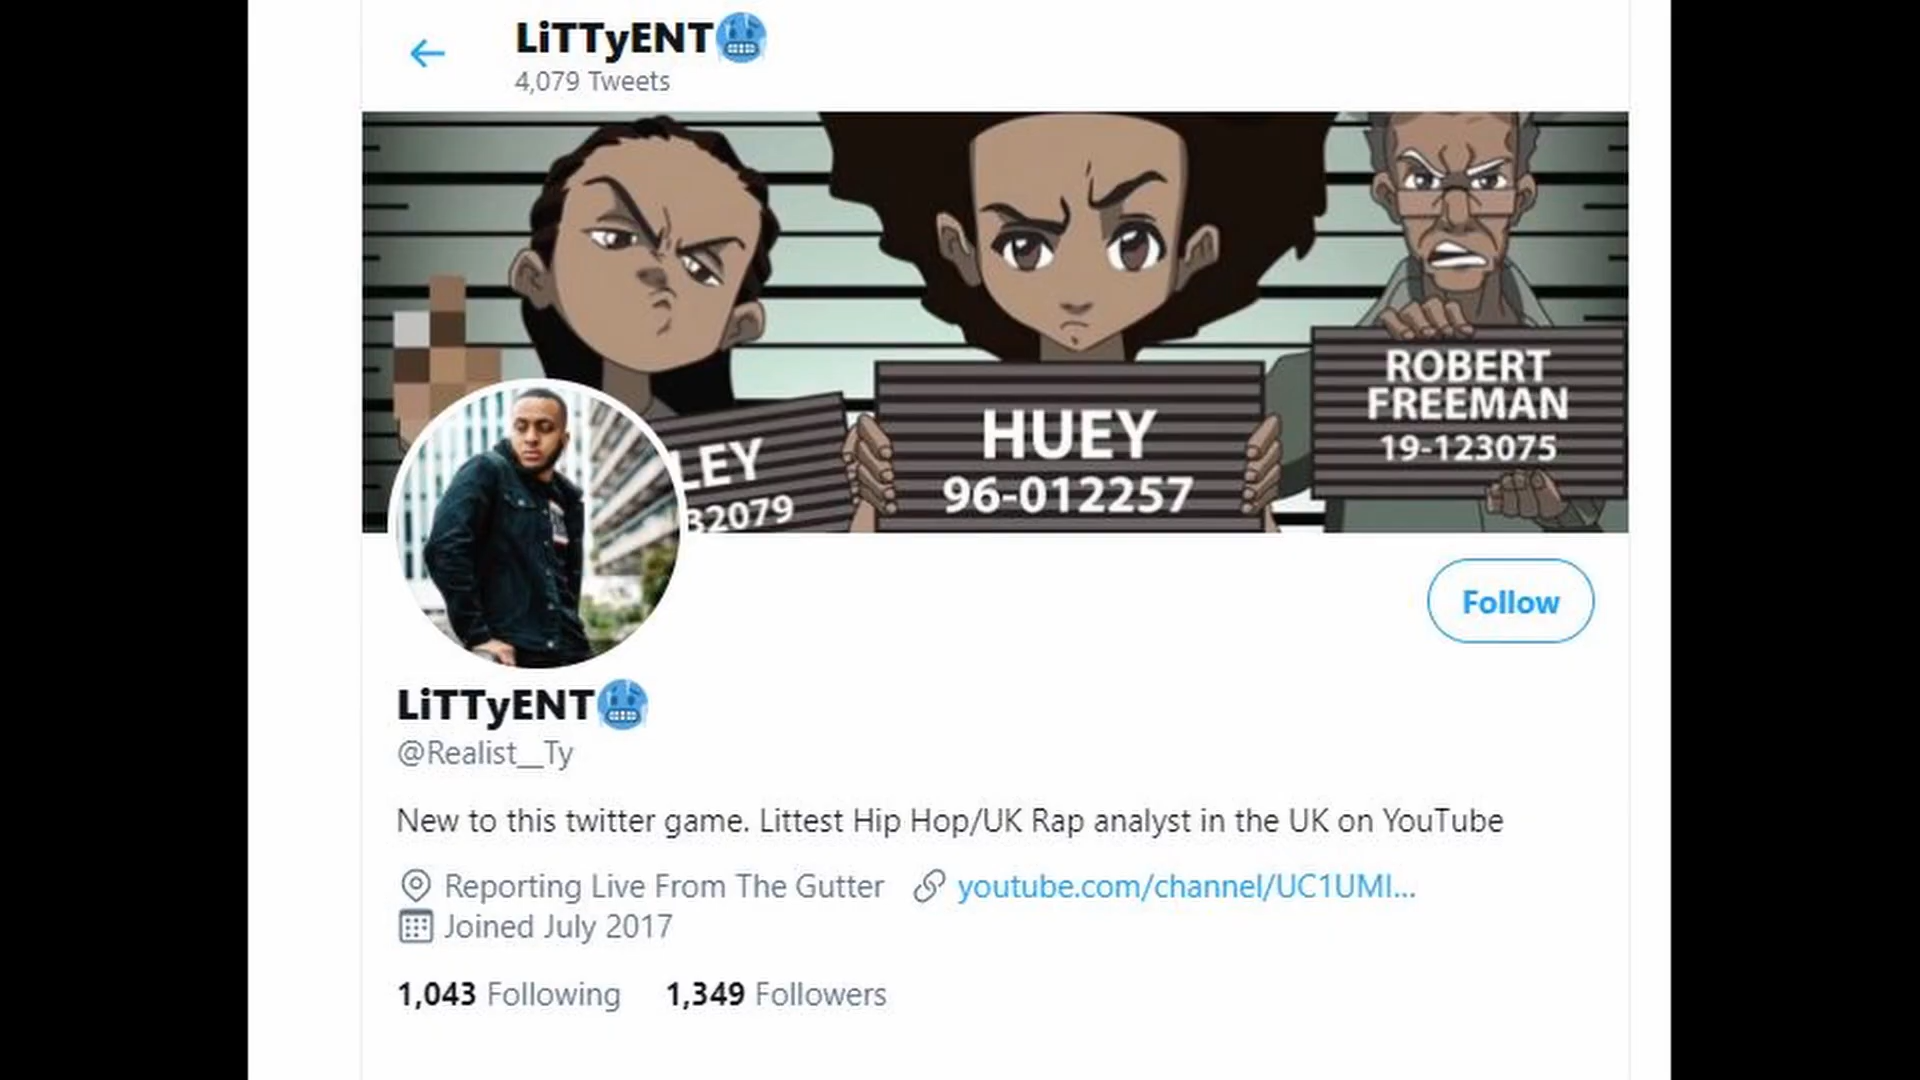 LiTTyENT🥶
4,079 Tweets
LEY
32079
HUEY
96-012257
ROBERT
FREEMAN
19-123075
Follow
LiTTyENT🥶
@Realist__Ty
New to this twitter game. Littest Hip Hop/UK Rap analyst in the UK on YouTube
Reporting Live From The Gutter youtube.com/channel/UC1UMI...
Joined July 2017
1,043 Following 1,349 Followers